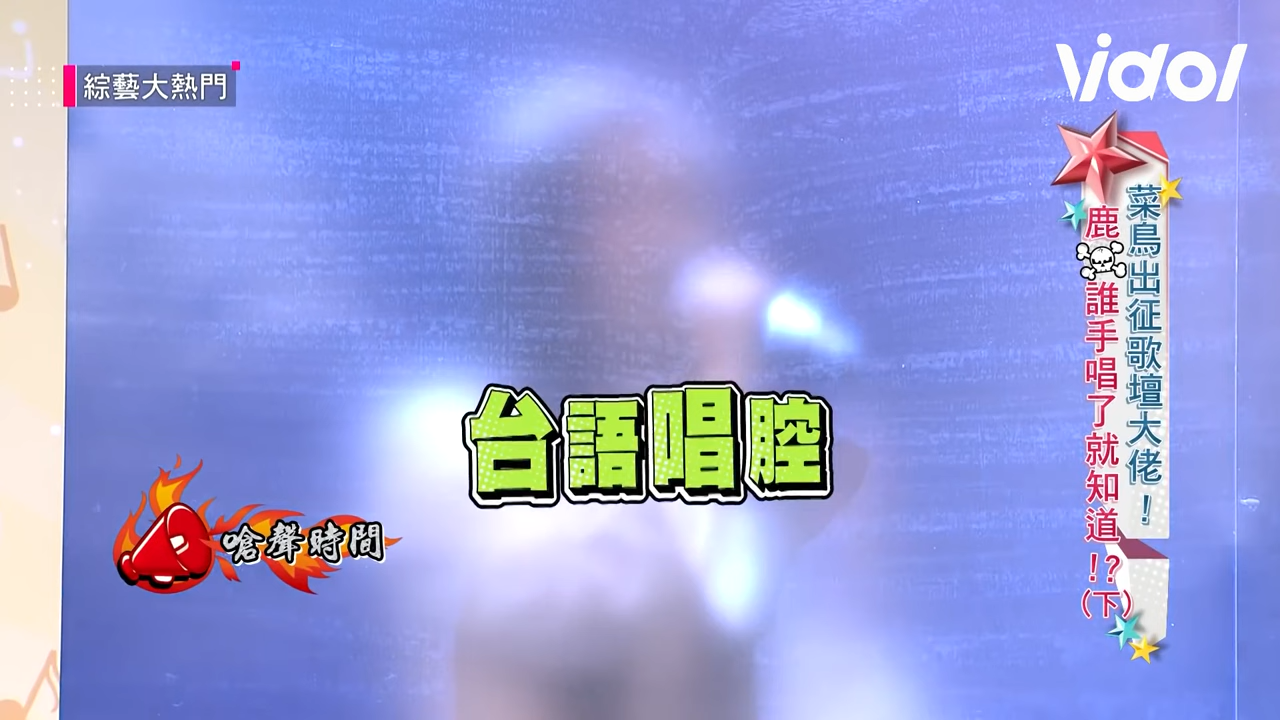 綜藝大熱門
Vidol
菜鳥出征歌壇大佬！
鹿☠誰手唱了就知道！？（下）
台語唱腔
嗆聲時間